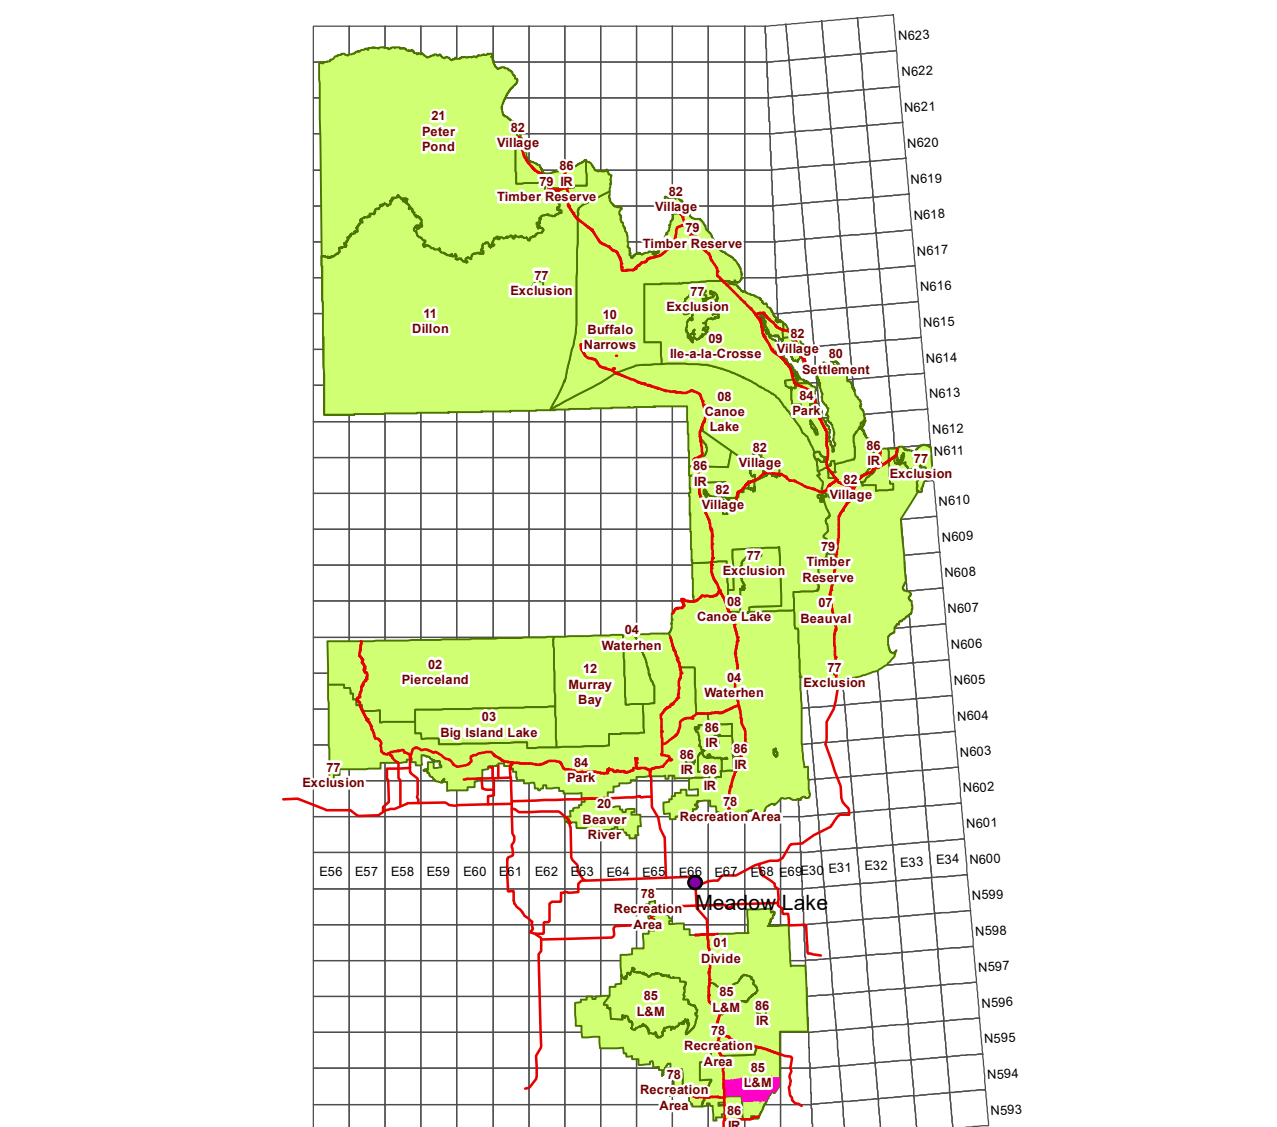 N623
N622
N621
N620
N619
N618
N617
N616
N615
N614
N613
N612
N611
N610
N609
N608
N607
N606
N605
N604
N603
N602
N601
N600
N599
N598
N597
N596
N595
N594
N593
21
Peter
Pond
82
Village
86
IR
79
Timber Reserve
82
Village
79
Timber Reserve
77
Exclusion
77
Exclusion
11
Dillon
10
Buffalo
Narrows
09
Ile-a-la-Crosse
82
Village
80
Settlement
84
Park
08
Canoe
Lake
82
Village
86
IR
82
Village
86
IR
77
Exclusion
82
Village
79
Timber
Reserve
77
Exclusion
08
Canoe Lake
07
Beauval
04
Waterhen
02
Pierceland
12
Murray
Bay
77
Exclusion
04
Waterhen
03
Big Island Lake
86
IR
86
IR
86
IR
86
IR
84
Park
77
Exclusion
78
Recreation Area
20
Beaver
River
E56 E57 E58 E59 E60 E61 E62 E63 E64 E65 E66 E67 E68 E69 E30 E31 E32 E33 E34
Meadow Lake
78
Recreation
Area
01
Divide
85
L&M
85
L&M
86
IR
78
Recreation
Area
85
L&M
78
Recreation
Area
86
IR